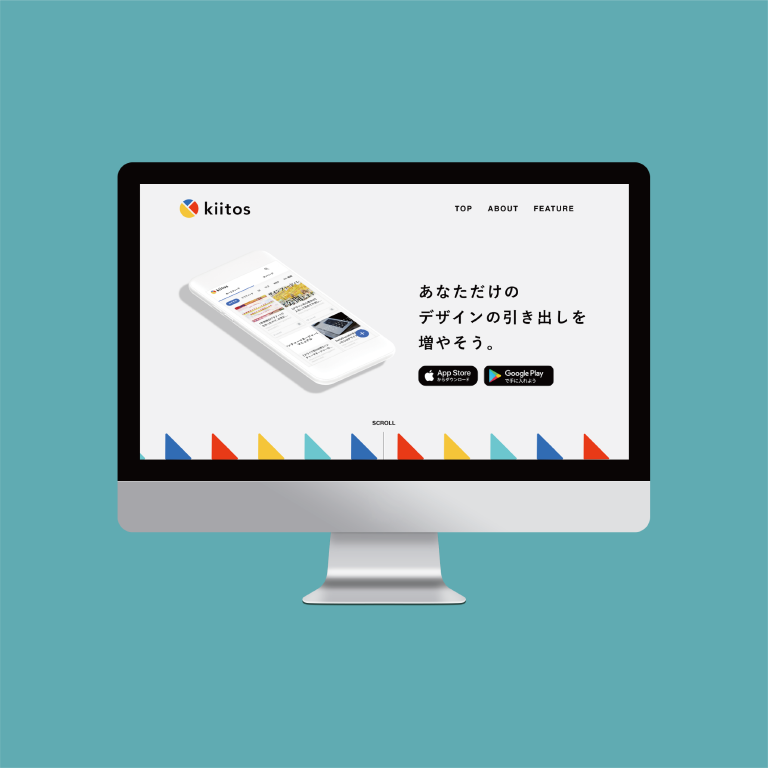 kiitos
TOP ABOUT FEATURE
kiitos
あなただけの
デザインの引き出しを
増やそう。
App Store
からダウンロード
Google Play
で手に入れよう
SCROLL